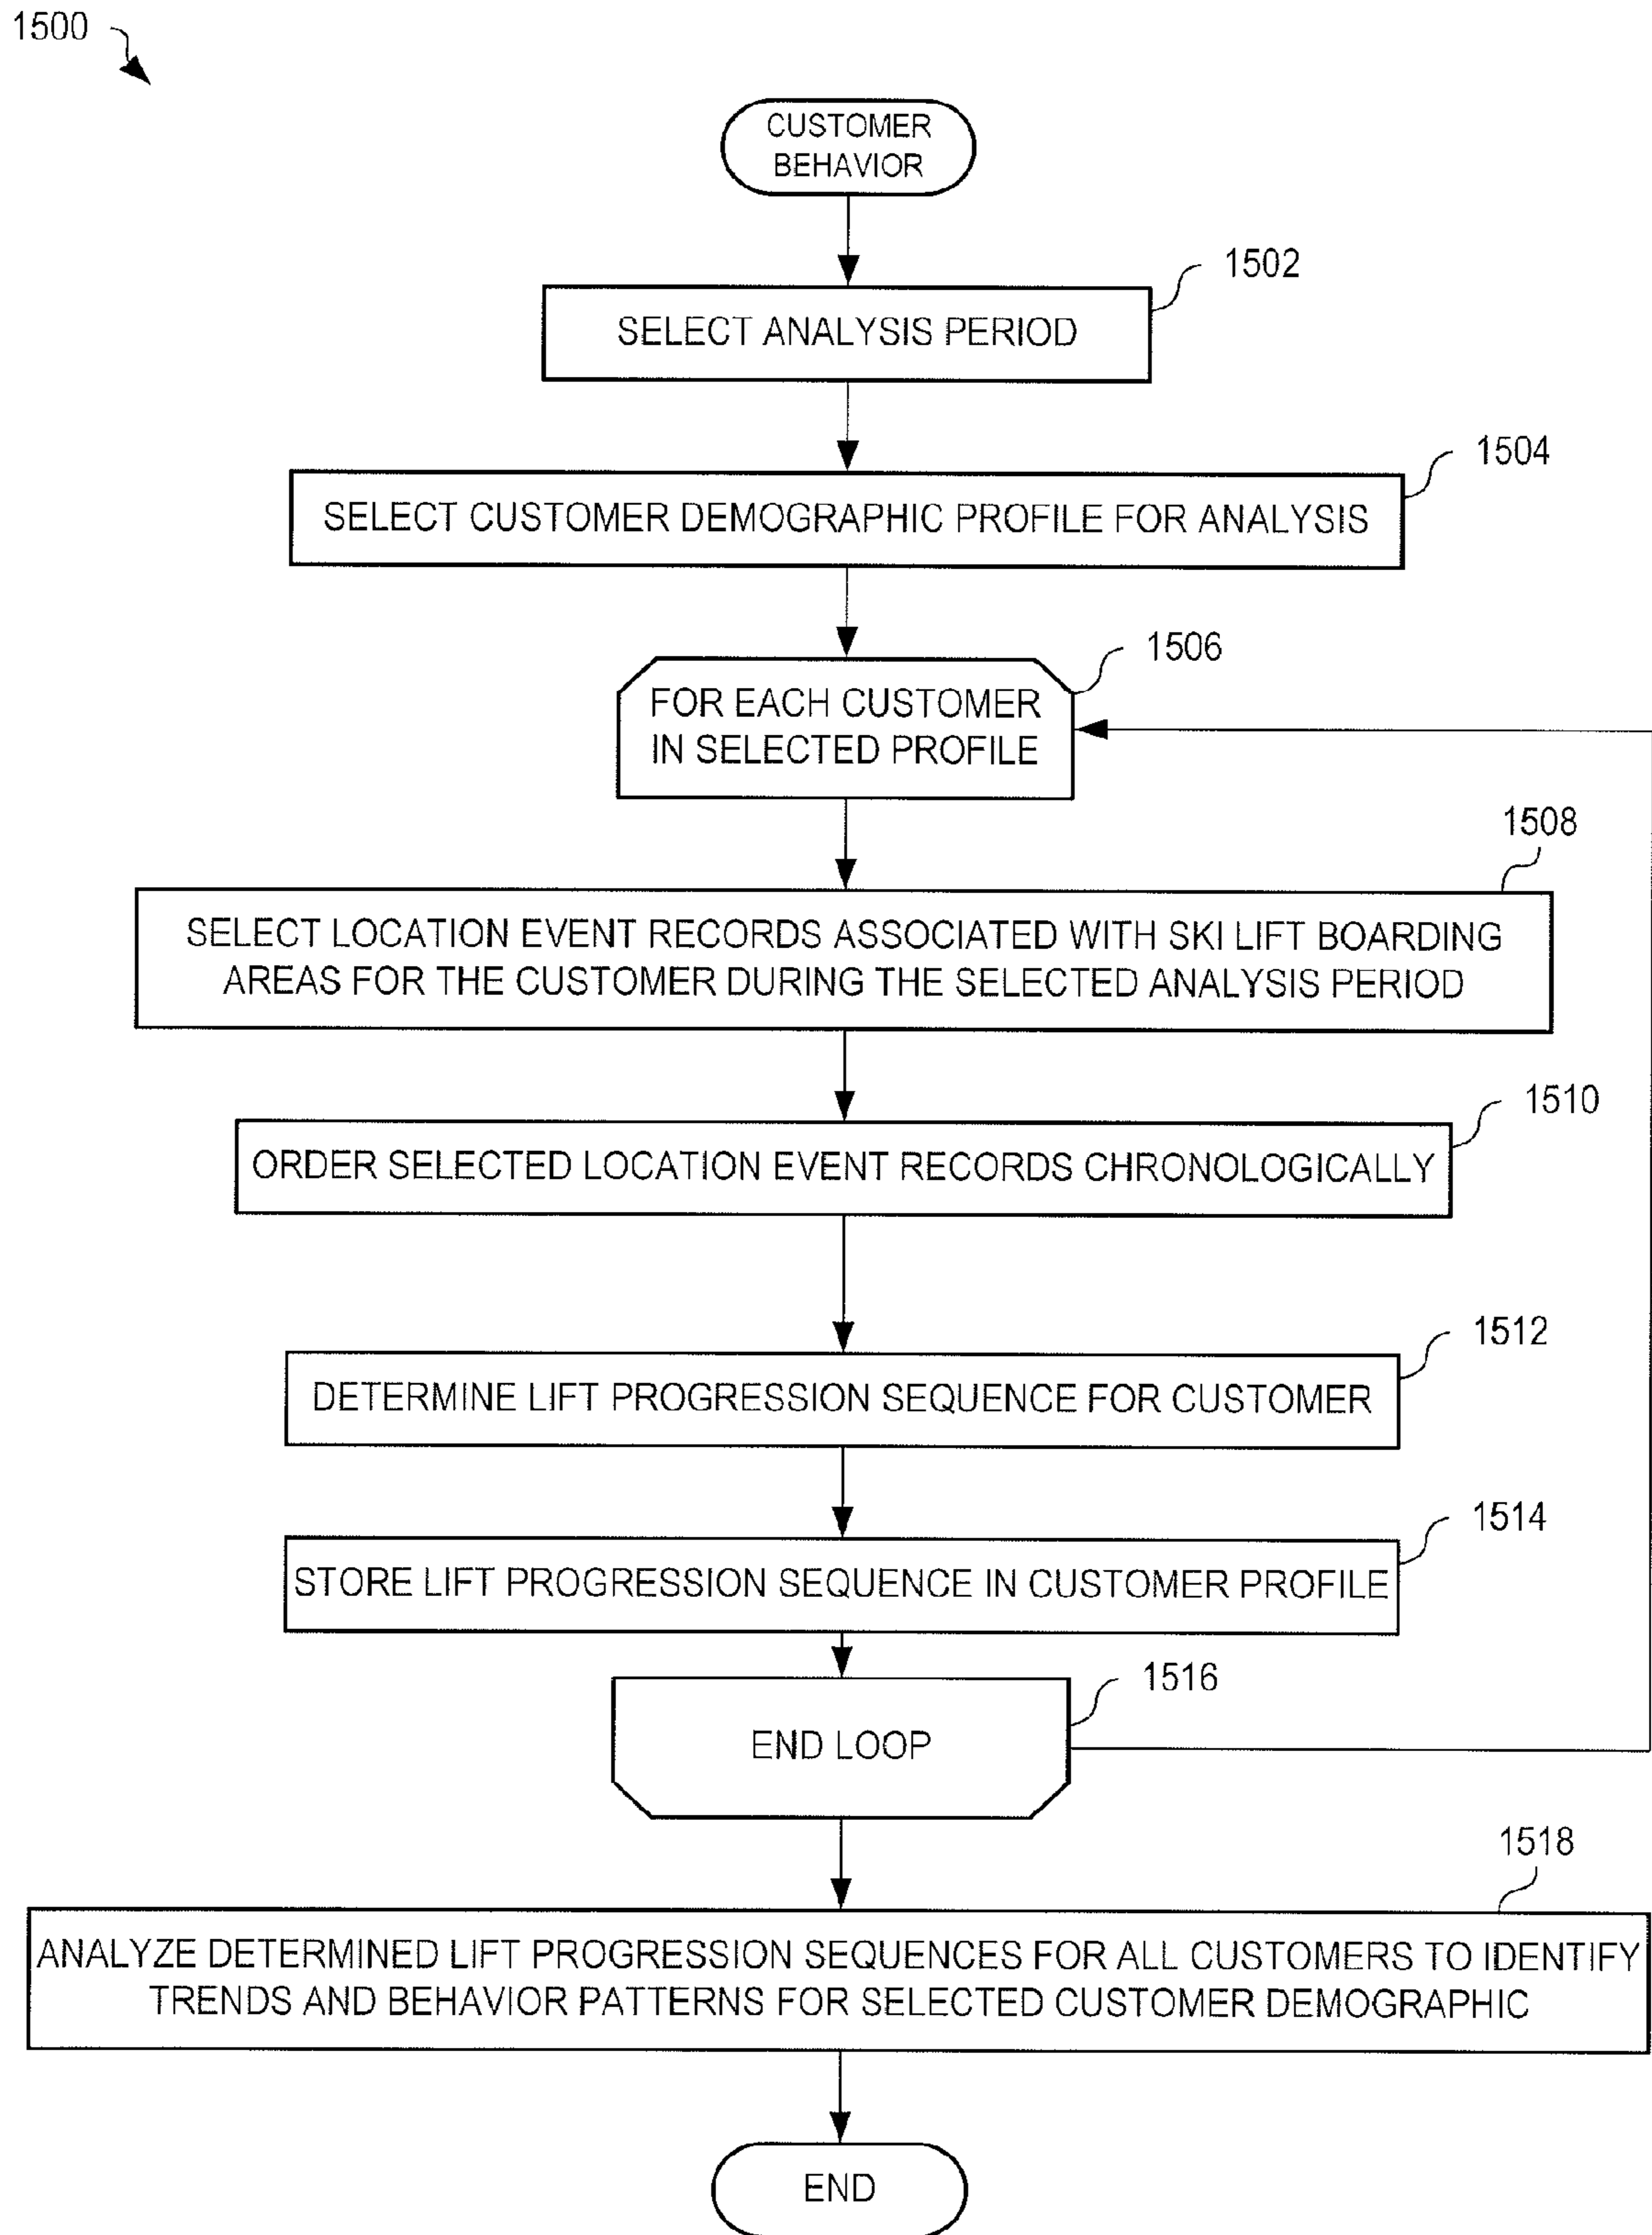 1500
CUSTOMER
BEHAVIOR
1502
SELECT ANALYSIS PERIOD
1504
SELECT CUSTOMER DEMOGRAPHIC PROFILE FOR ANALYSIS
1506
FOR EACH CUSTOMER
IN SELECTED PROFILE
1508
SELECT LOCATION EVENT RECORDS ASSOCIATED WITH SKI LIFT BOARDING
AREAS FOR THE CUSTOMER DURING THE SELECTED ANALYSIS PERIOD
1510
ORDER SELECTED LOCATION EVENT RECORDS CHRONOLOGICALLY
1512
DETERMINE LIFT PROGRESSION SEQUENCE FOR CUSTOMER
1514
STORE LIFT PROGRESSION SEQUENCE IN CUSTOMER PROFILE
1516
END LOOP
1518
ANALYZE DETERMINED LIFT PROGRESSION SEQUENCES FOR ALL CUSTOMERS TO IDENTIFY
TRENDS AND BEHAVIOR PATTERNS FOR SELECTED CUSTOMER DEMOGRAPHIC
END